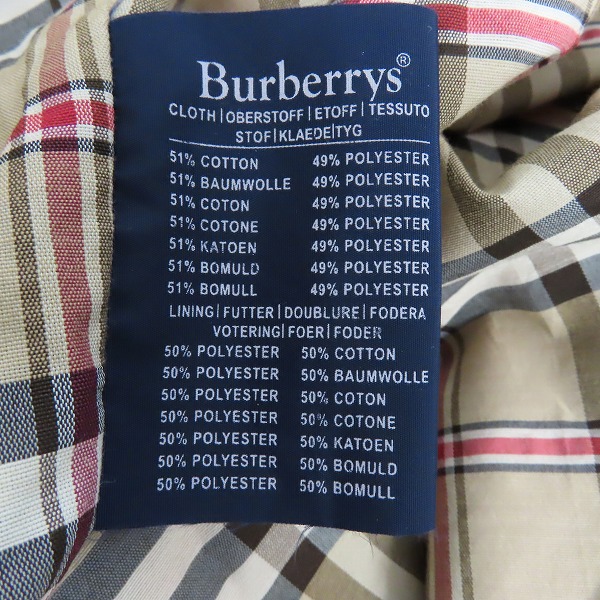 Burberrys®
CLOTH|OBERSTOFF|ETOFF|TESSUTO
STOF|KLAEDE|TYG
51% COTTON 49% POLYESTER
51% BAUMWOLLE 49% POLYESTER
51% COTON 49% POLYESTER
51% COTONE 49% POLYESTER
51% KATOEN 49% POLYESTER
51% BOMULD 49% POLYESTER
51% BOMULL 49% POLYESTER
LINING|FUTTER|DOUBLURE|FODERA
VOTERING|FOER|FODER
50% POLYESTER 50% COTTON
50% POLYESTER 50% BAUMWOLLE
50% POLYESTER 50% COTON
50% POLYESTER 50% COTONE
50% POLYESTER 50% KATOEN
50% POLYESTER 50% BOMULD
50% POLYESTER 50% BOMULL